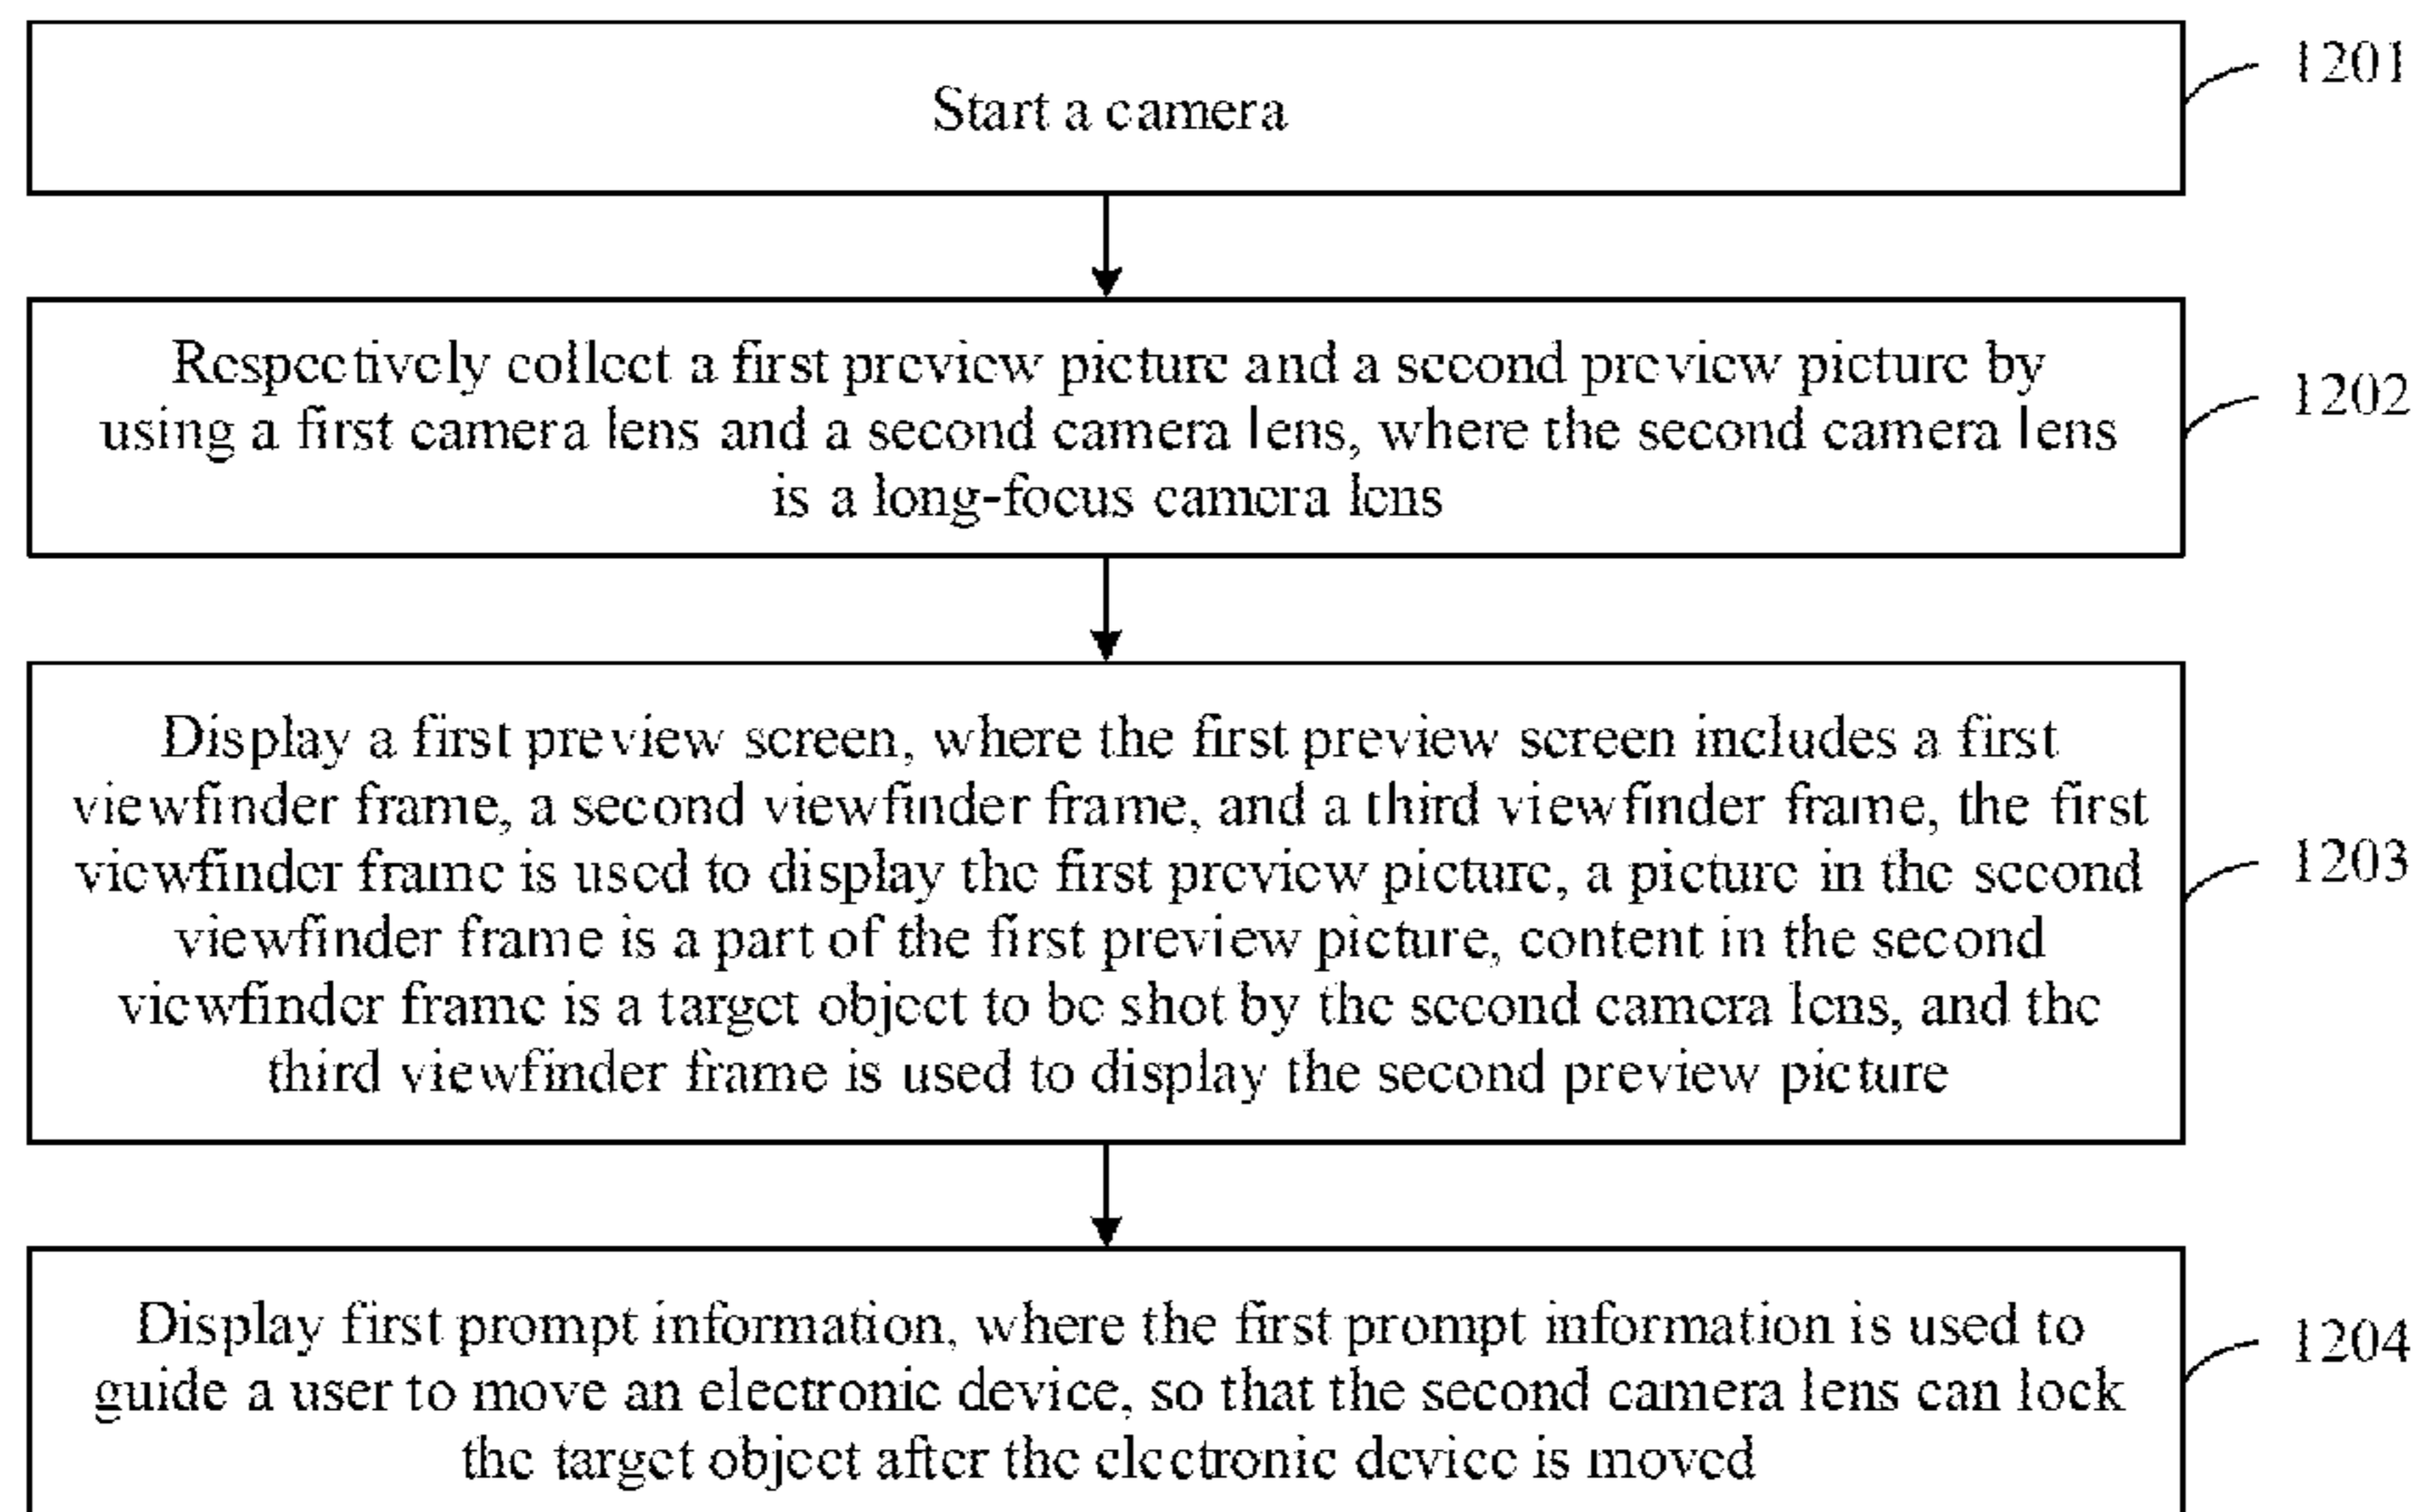 Start a camera
1201
Respectively collect a first preview picture and a second preview picture by
using a first camera lens and a second camera lens, where the second camera lens
is a long-focus camera lens
1202
Display a first preview screen, where the first preview screen includes a first
viewfinder frame, a second viewfinder frame, and a third viewfinder frame, the first
viewfinder frame is used to display the first preview picture, a picture in the second
viewfinder frame is a part of the first preview picture, content in the second
viewfinder frame is a target object to be shot by the second camera lens, and the
third viewfinder frame is used to display the second preview picture
1203
Display first prompt information, where the first prompt information is used to
guide a user to move an electronic device, so that the second camera lens can lock
the target object after the electronic device is moved
1204